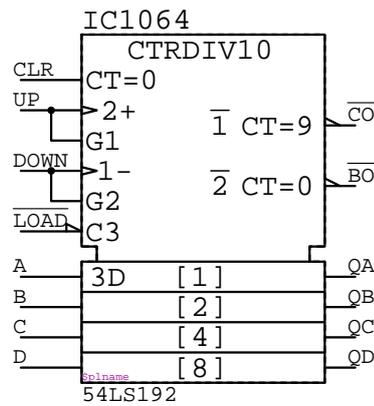 IC1064
CTRDIV10
CLR CT=0
UP 2+ 1 CT=9 CO
G1
DOWN 1- 2 CT=0 BO
G2
LOAD C3
A 3D [1] QA
B [2] QB
C [4] QC
D [8] QD
Splname
54LS192